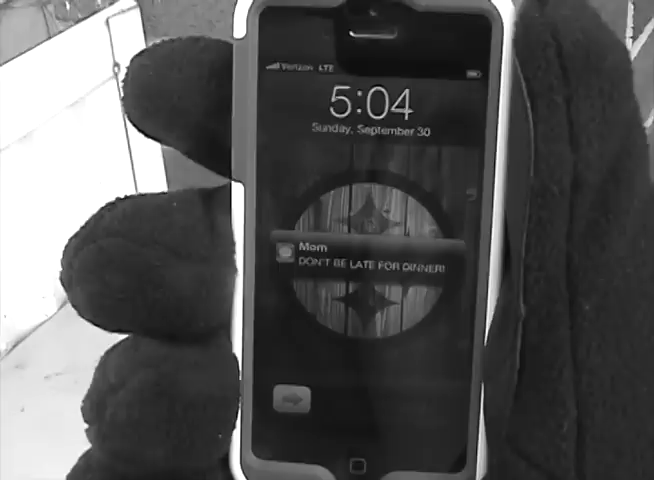 Verizon LTE
5:04
Sunday, September 30
Mom
DON'T BE LATE FOR DINNER!